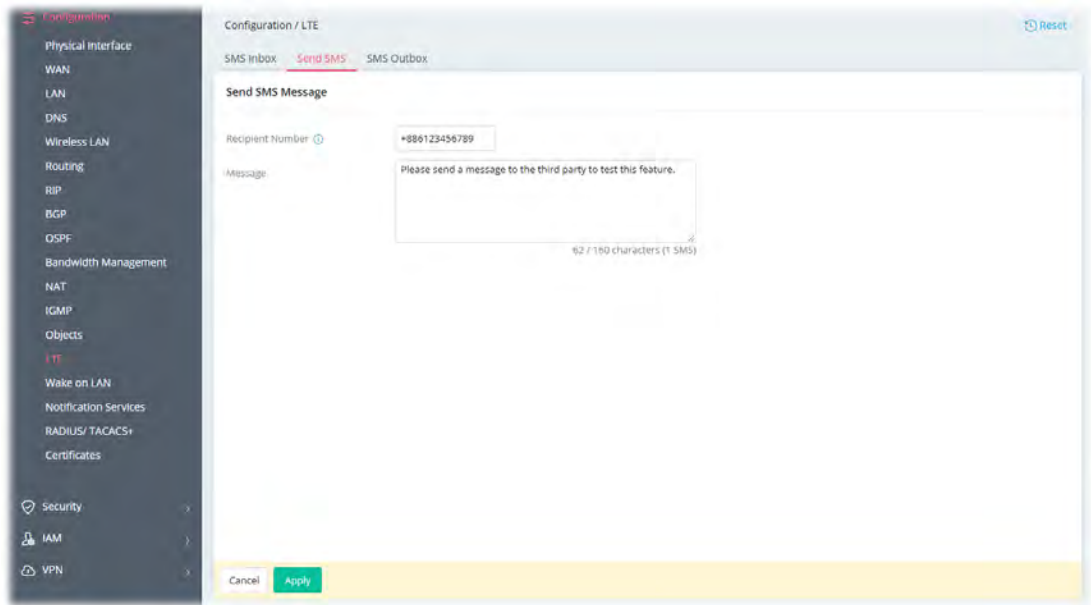 Configuration
Physical Interface
WAN
LAN
DNS
Wireless LAN
Routing
RIP
BGP
OSPF
Bandwidth Management
NAT
IGMP
Objects
LTE
Wake on LAN
Notification Services
RADIUS/ TACACS+
Certificates
Security
IAM
VPN
Configuration / LTE
Reset
SMS Inbox Send SMS SMS Outbox
Send SMS Message
Recipient Number +886123456789
Message Please send a message to the third party to test this feature.
62 / 160 characters (1 SMS)
Cancel Apply